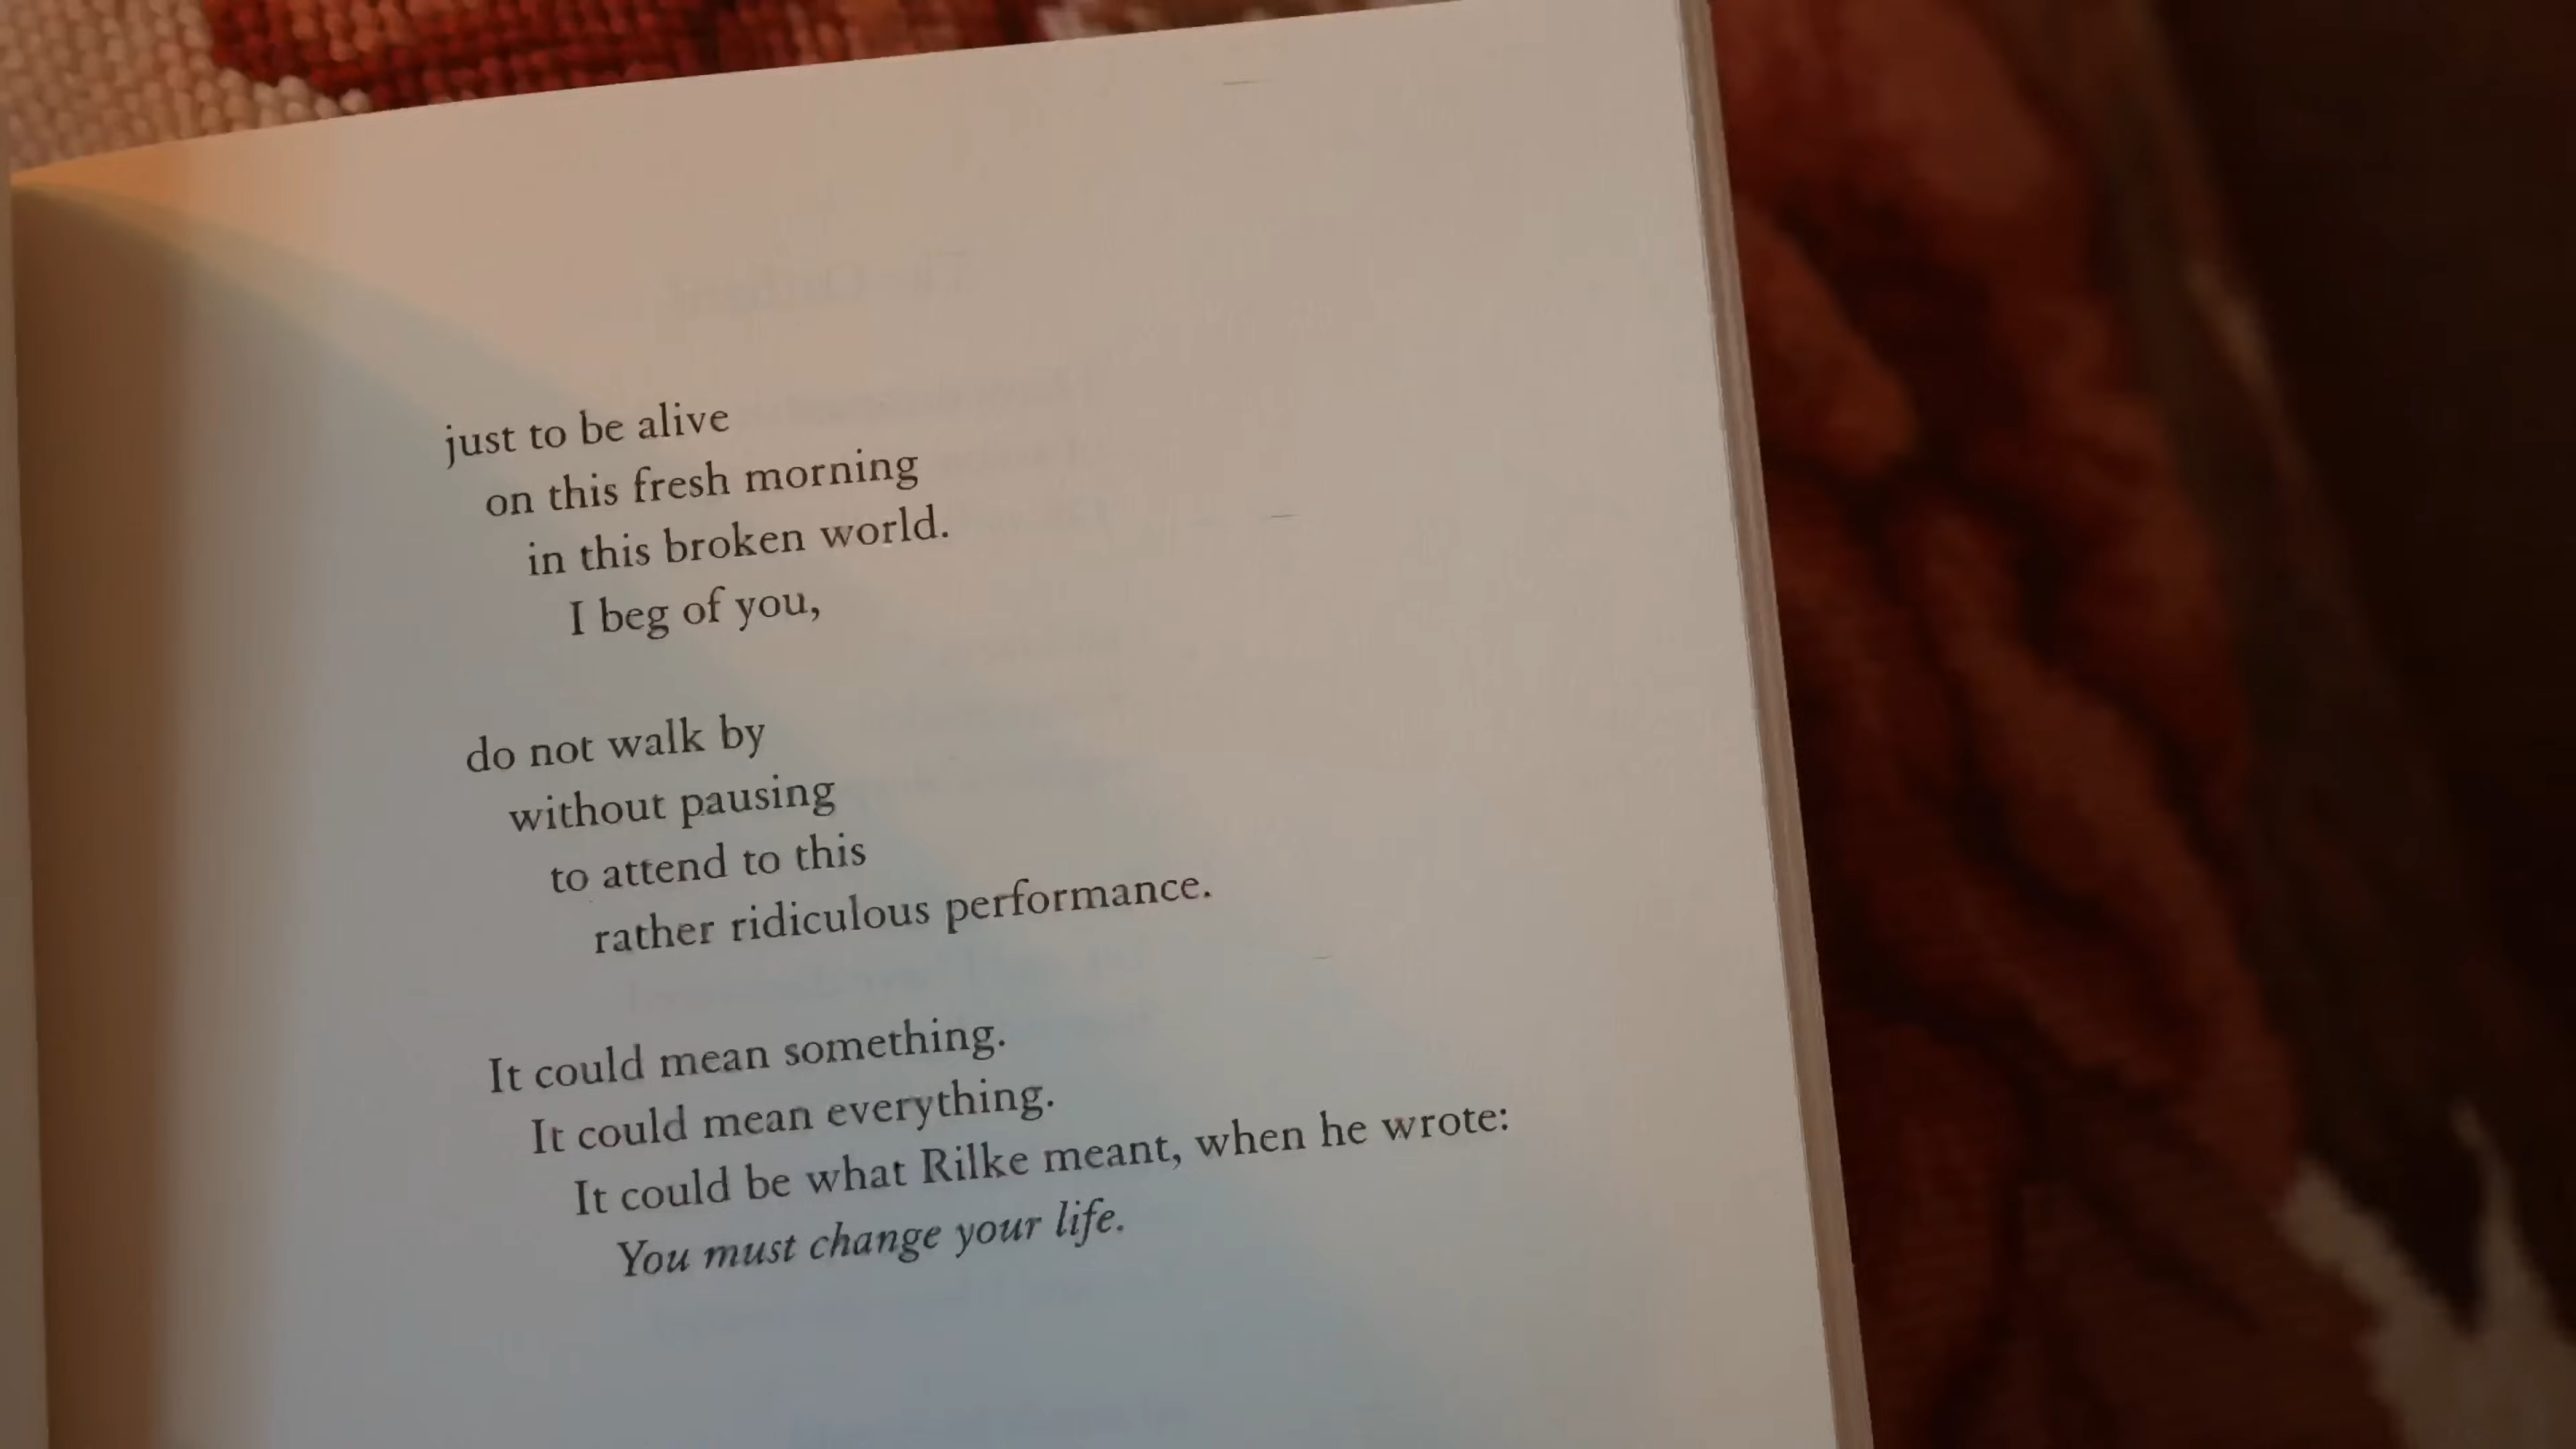 just to be alive
on this fresh morning
in this broken world.
I beg of you,
do not walk by
without pausing
to attend to this
rather ridiculous performance.
It could mean something.
It could mean everything.
It could be what Rilke meant, when he wrote:
You must change your life.